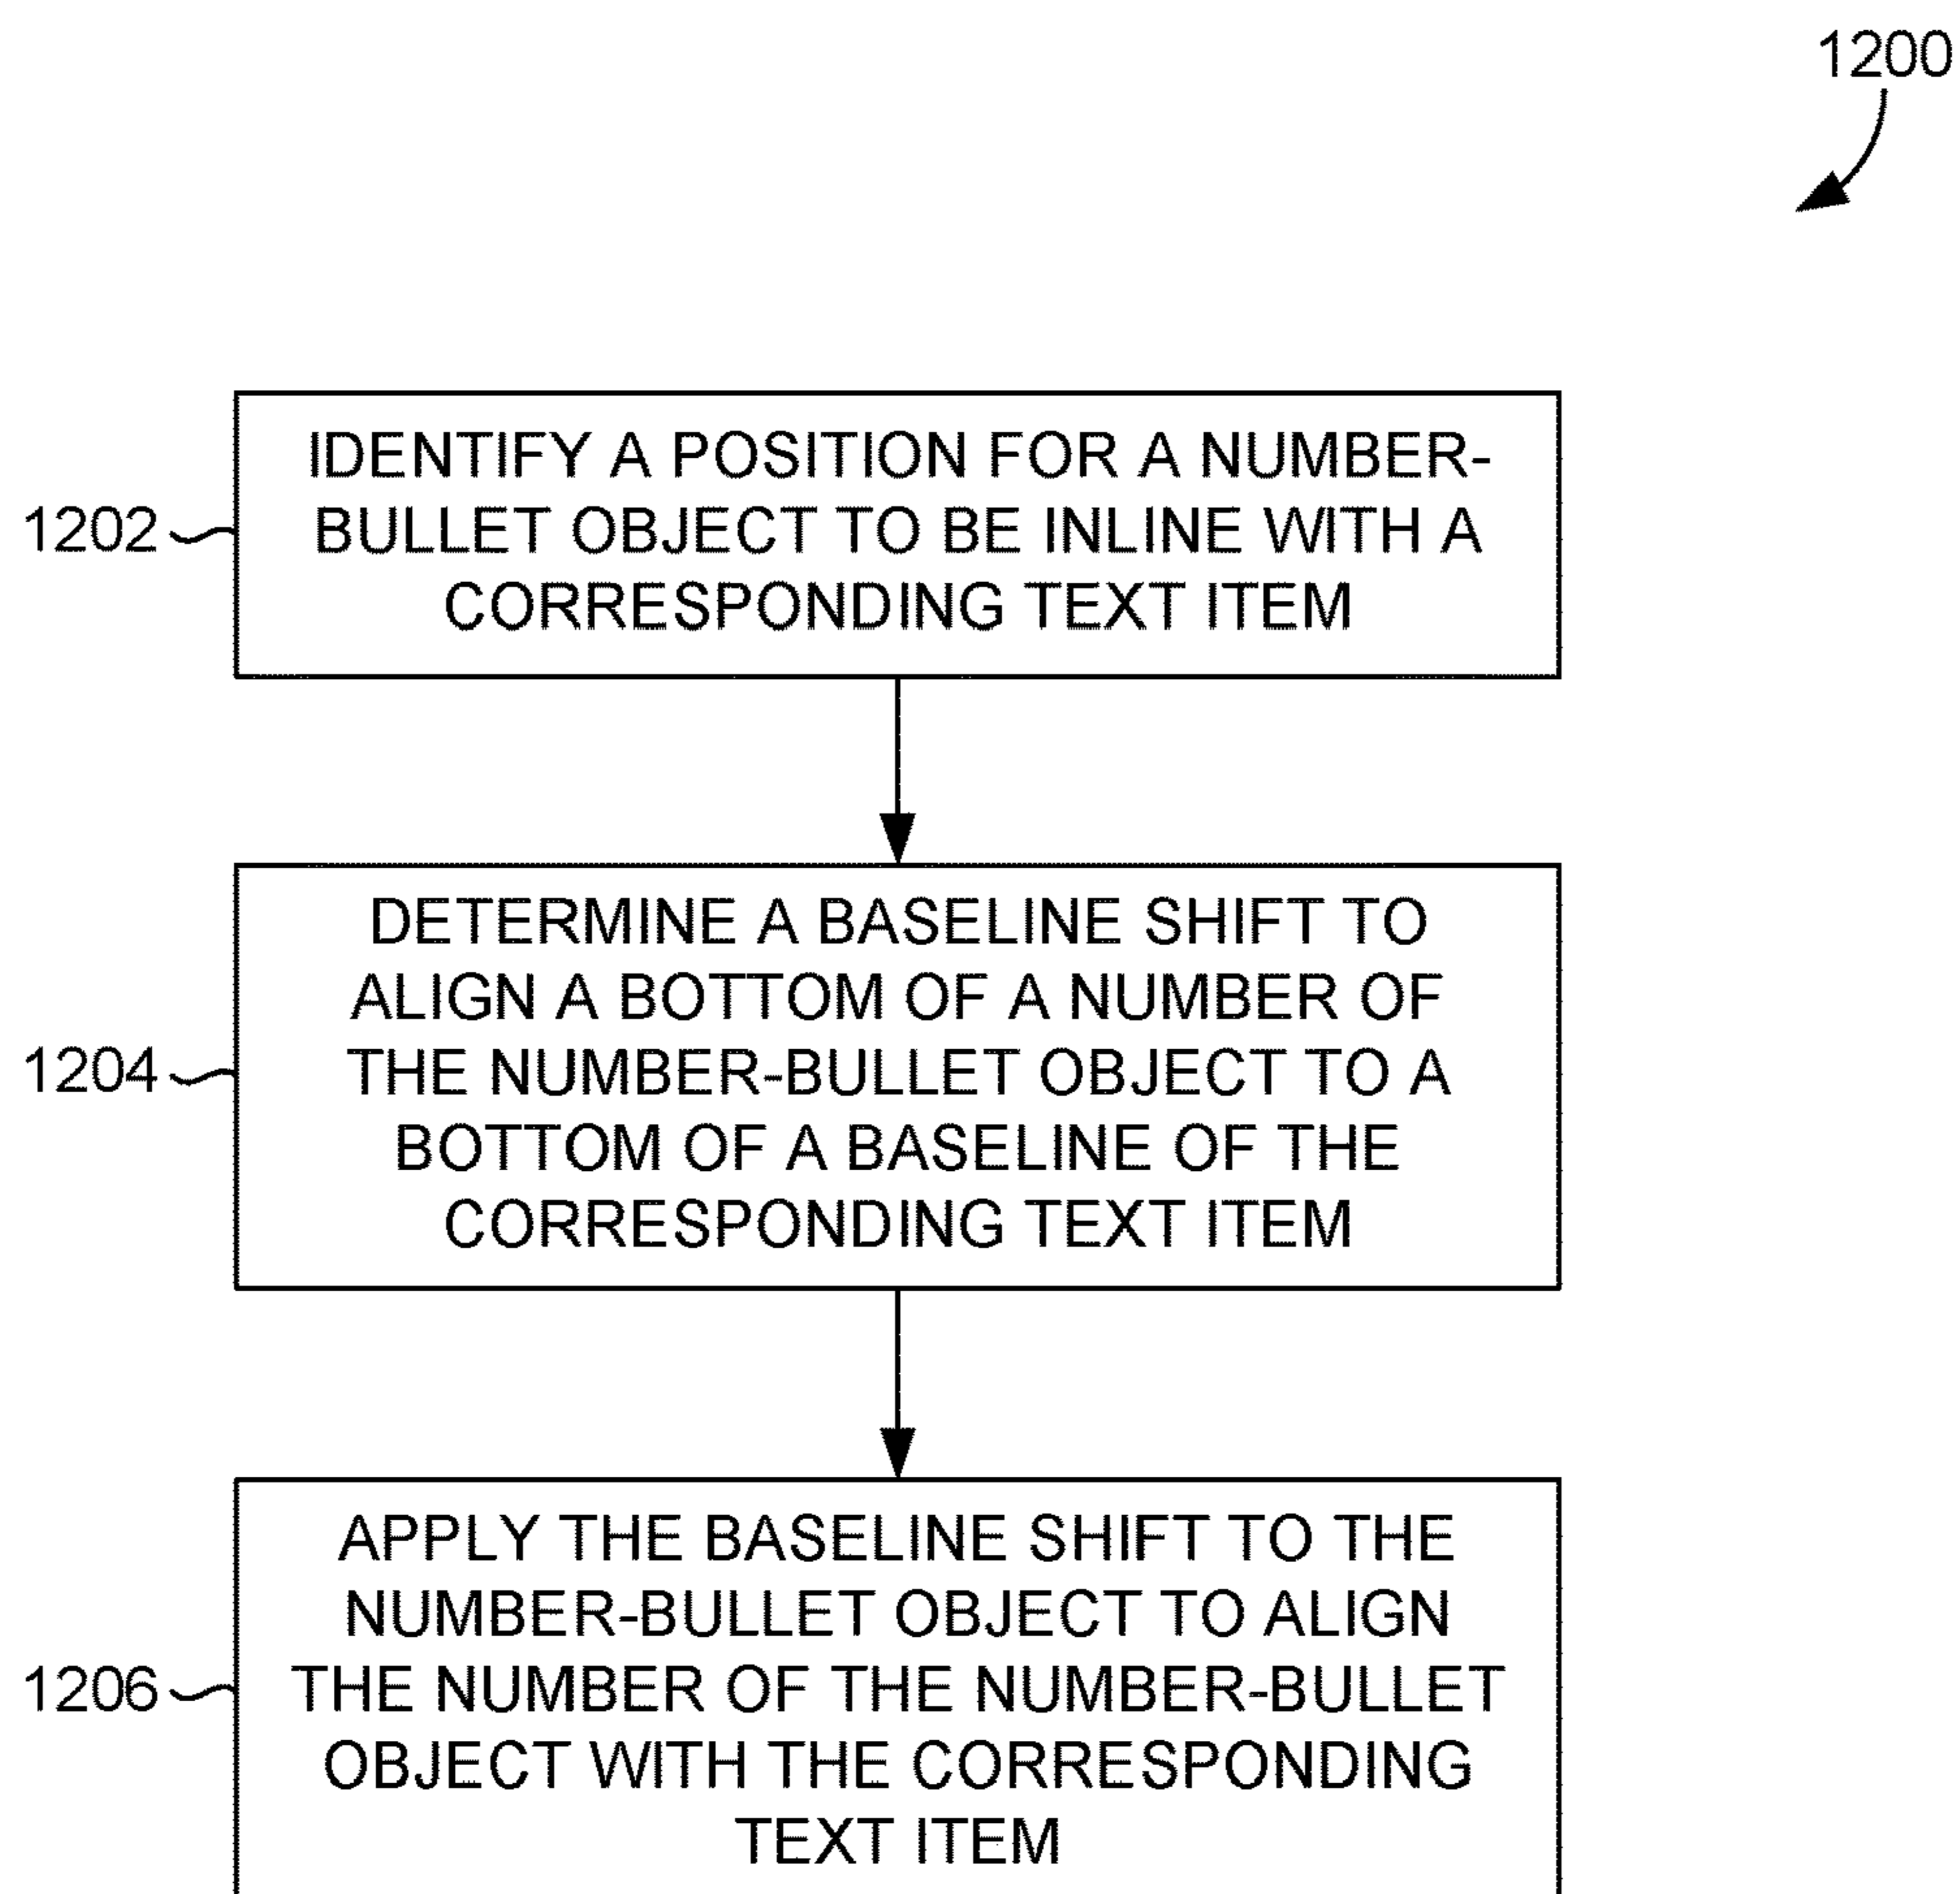 1200
IDENTIFY A POSITION FOR A NUMBER-
BULLET OBJECT TO BE INLINE WITH A
CORRESPONDING TEXT ITEM
1202
DETERMINE A BASELINE SHIFT TO
ALIGN A BOTTOM OF A NUMBER OF
THE NUMBER-BULLET OBJECT TO A
BOTTOM OF A BASELINE OF THE
CORRESPONDING TEXT ITEM
1204
APPLY THE BASELINE SHIFT TO THE
NUMBER-BULLET OBJECT TO ALIGN
THE NUMBER OF THE NUMBER-BULLET
OBJECT WITH THE CORRESPONDING
TEXT ITEM
1206